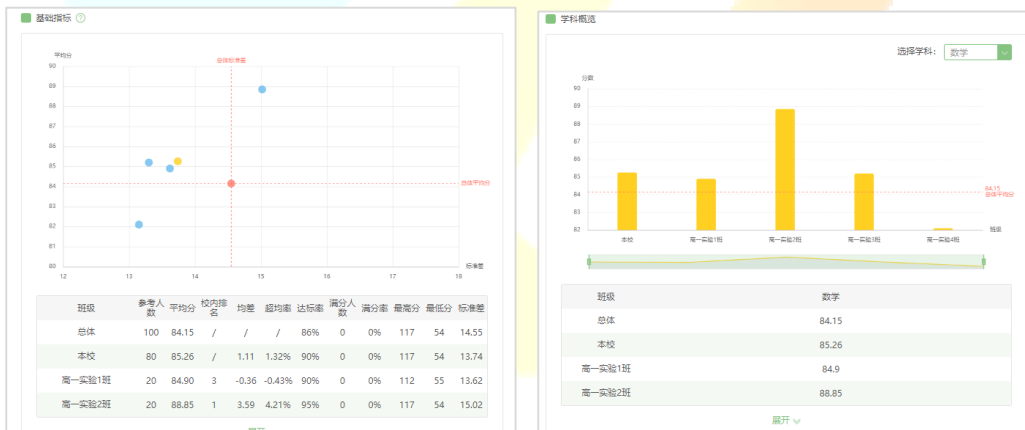 基础指标
平均分
总体标准差
90
89
88
87
86
85
84
83
82
81
80
总体平均分
标准差
12 13 14 15 16 17 18
班级 参考人数 平均分 校内排名 均差 超均率 达标率 满分人数 满分率 最高分 最低分 标准差
总体 100 84.15 / / / 86% 0 0% 117 54 14.55
本校 80 85.26 / 1.11 1.32% 90% 0 0% 117 54 13.74
高一实验1班 20 84.90 3 -0.36 -0.43% 90% 0 0% 112 55 13.62
高一实验2班 20 88.85 1 3.59 4.21% 95% 0 0% 117 54 15.02
学科概览
选择学科： 数学
分数
90
89
88
87
86
85
84
83
82
84.15
总体平均分
班级
本校 高一实验1班 高一实验2班 高一实验3班 高一实验4班
班级 数学
总体 84.15
本校 85.26
高一实验1班 84.9
高一实验2班 88.85
展开